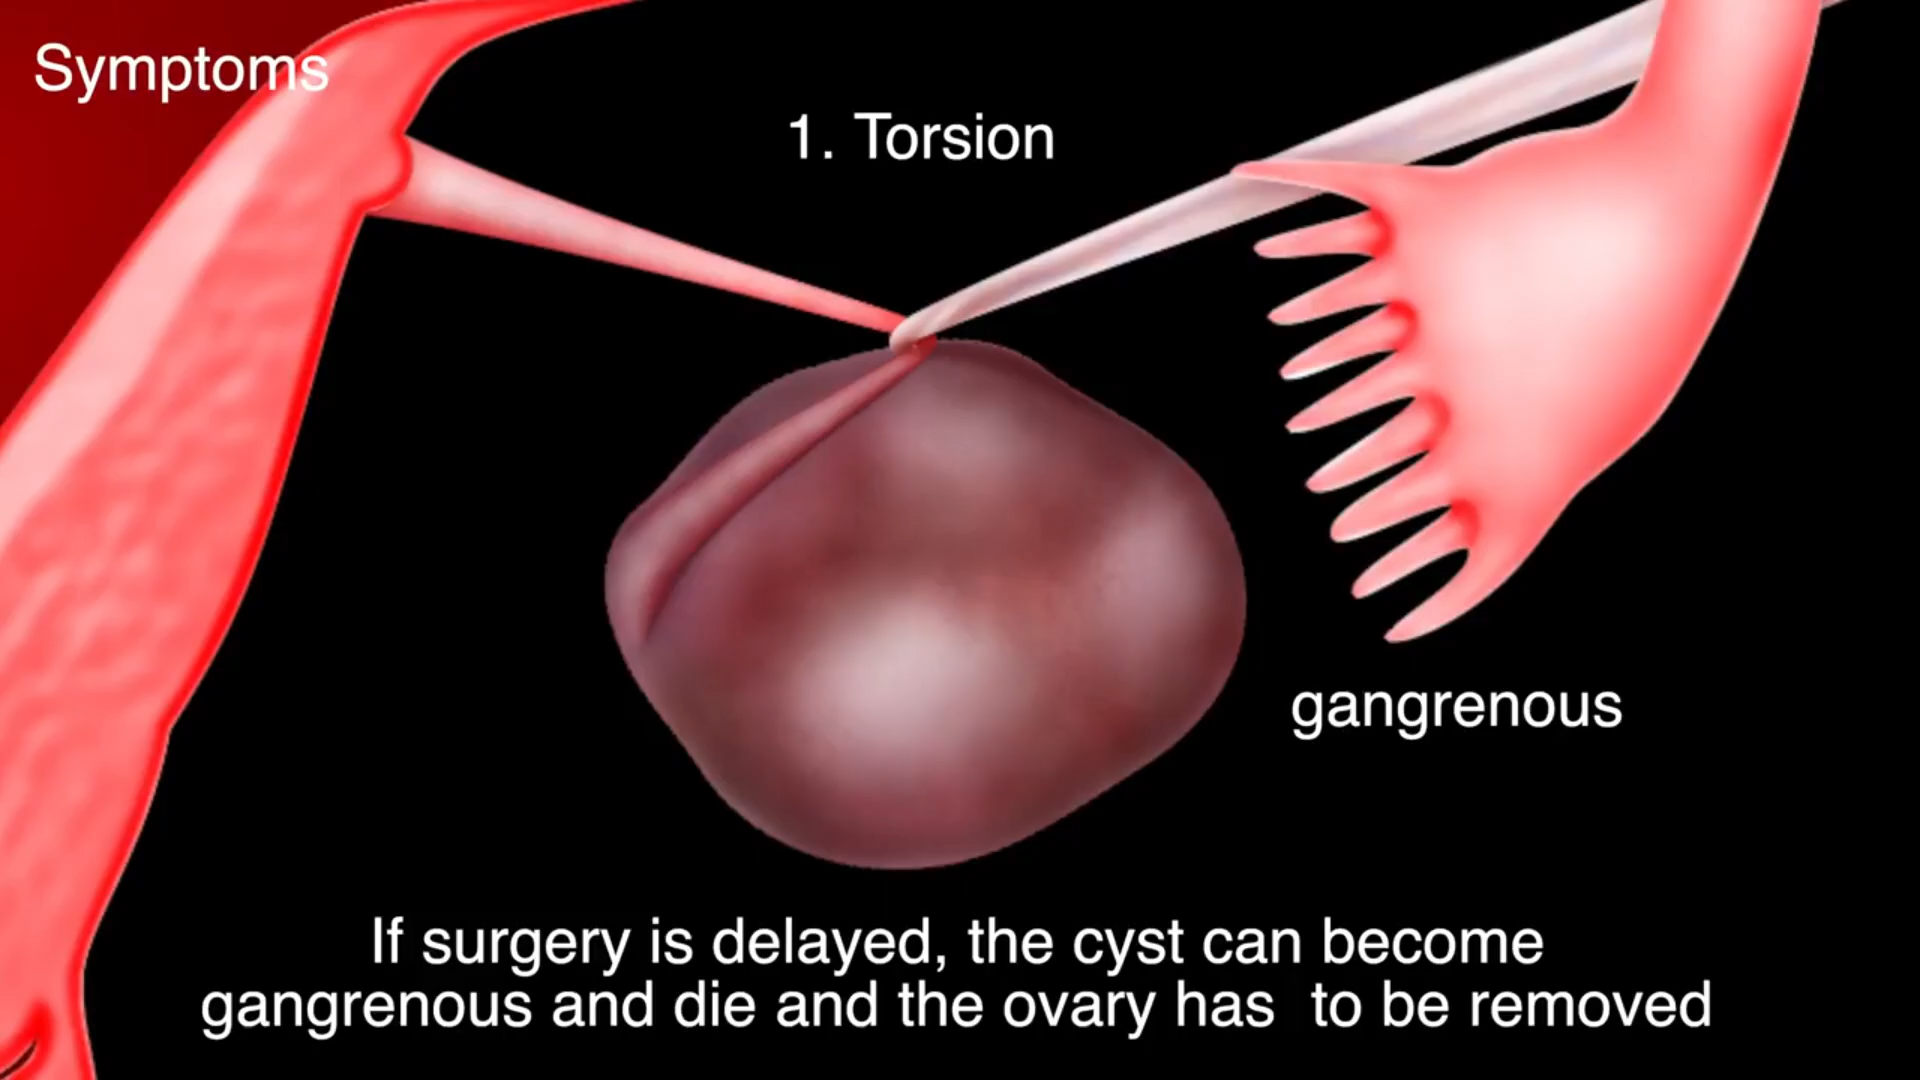 Symptoms
1. Torsion
gangrenous
If surgery is delayed, the cyst can become
gangrenous and die and the ovary has  to be removed